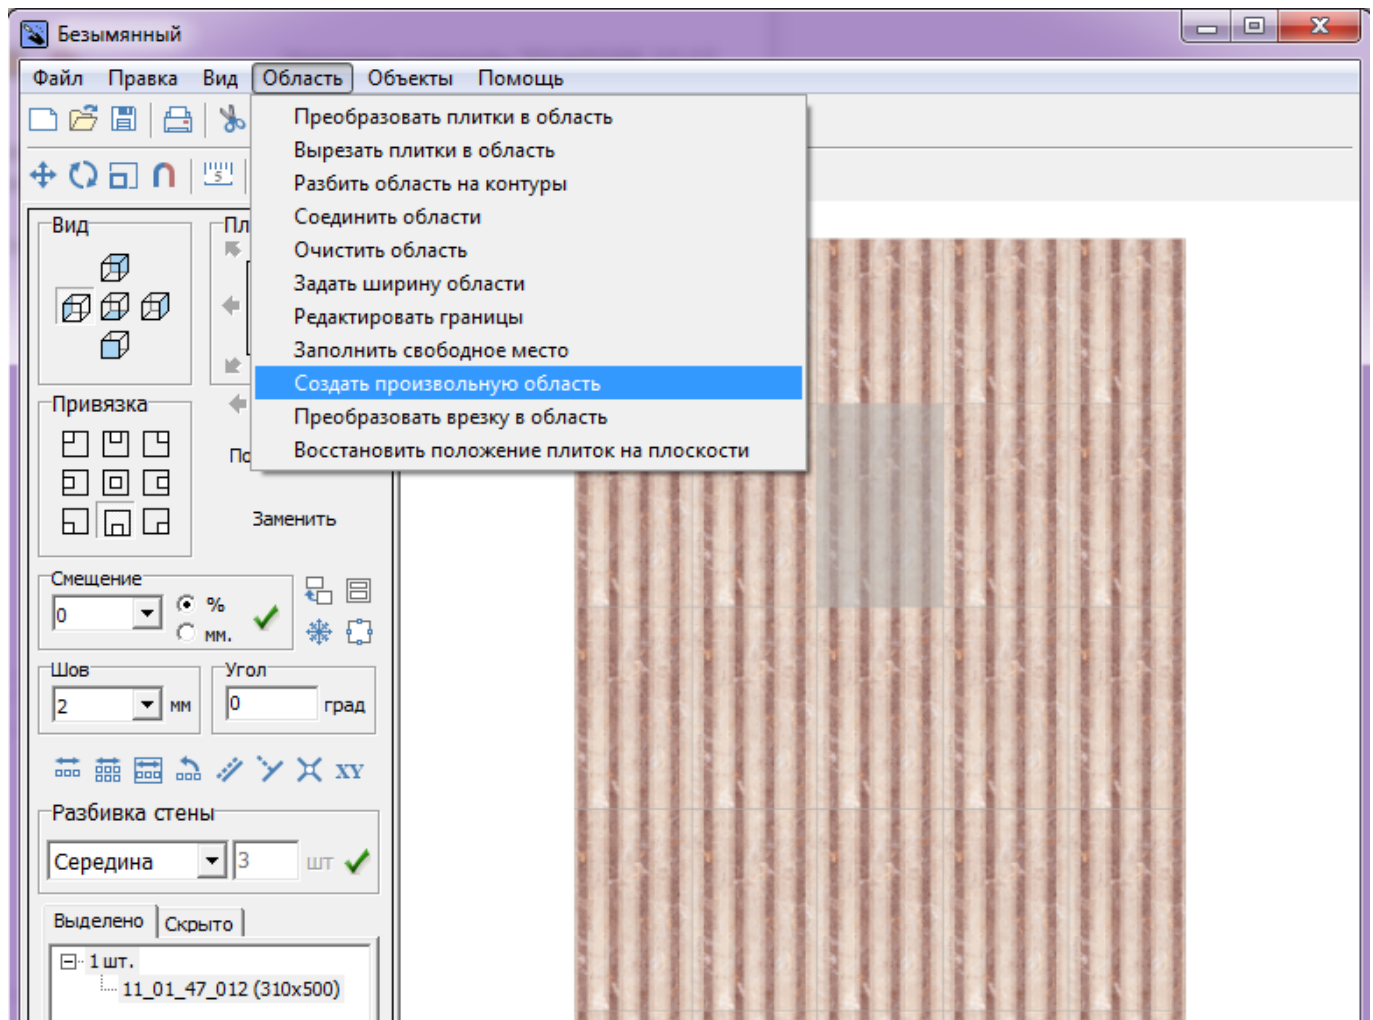 Безымянный
Файл Правка Вид Область Объекты Помощь
Преобразовать плитки в область
Вырезать плитки в область
Разбить область на контуры
Соединить области
Очистить область
Задать ширину области
Редактировать границы
Заполнить свободное место
Создать произвольную область
Преобразовать врезку в область
Восстановить положение плиток на плоскости
5
Вид
Пл
Привязка
По
Заменить
Смещение
0 % мм.
Шов
2 мм
Угол
0 град
XY
Разбивка стены
Середина 3 шт
Выделено Скрыто
1 шт.
11_01_47_012 (310x500)